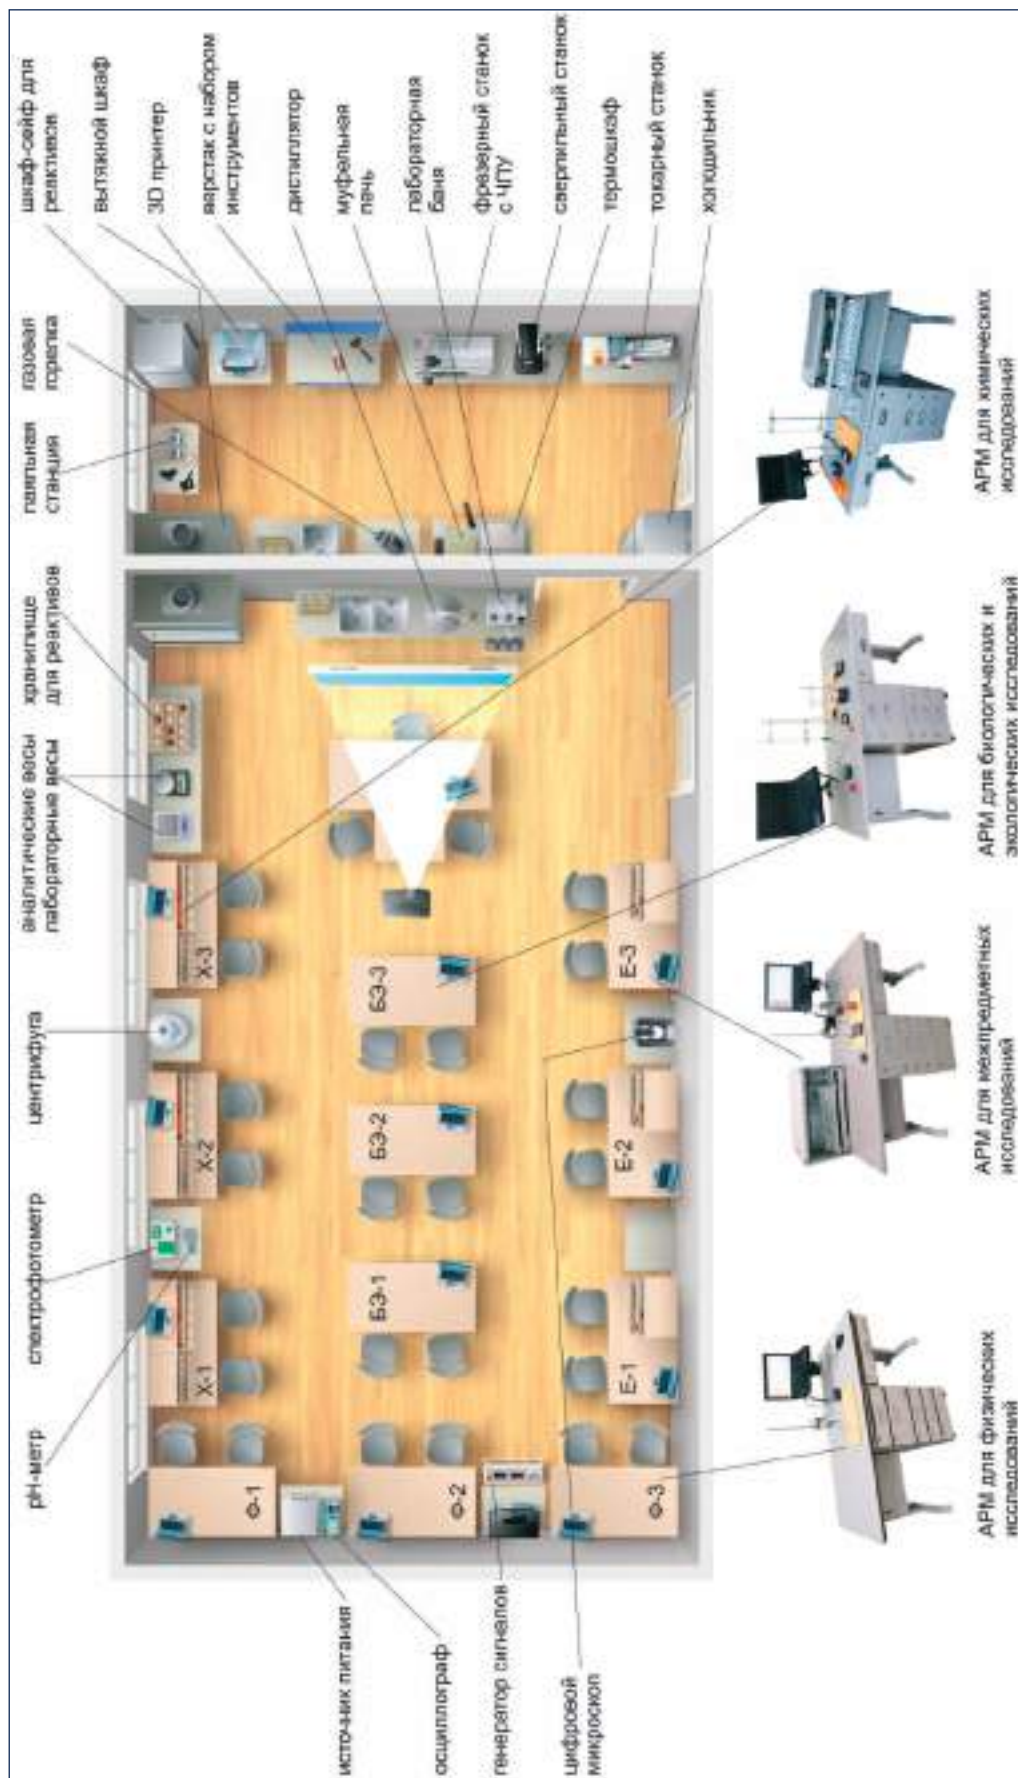 pH-метр
спектрофотометр
центрифуга
аналитические весы
лабораторные весы
хранилище
для реактивов
паяльная
станция
газовая
горелка
шкаф-сейф для
реактивов
вытяжной шкаф
3D принтер
верстак с набором
инструментов
дистиллятор
муфельная
печь
лабораторная
баня
фрезерный станок
с ЧПУ
сверлильный станок
термошкаф
токарный станок
холодильник
источник питания
осциллограф
генератор сигналов
цифровой
микроскоп
Ф-1
Ф-2
Ф-3
Х-1
Х-2
Х-3
БЭ-1
БЭ-2
БЭ-3
Е-1
Е-2
Е-3
АРМ для физических
исследований
АРМ для межпредметных
исследований
АРМ для биологических и
экологических исследований
АРМ для химических
исследований